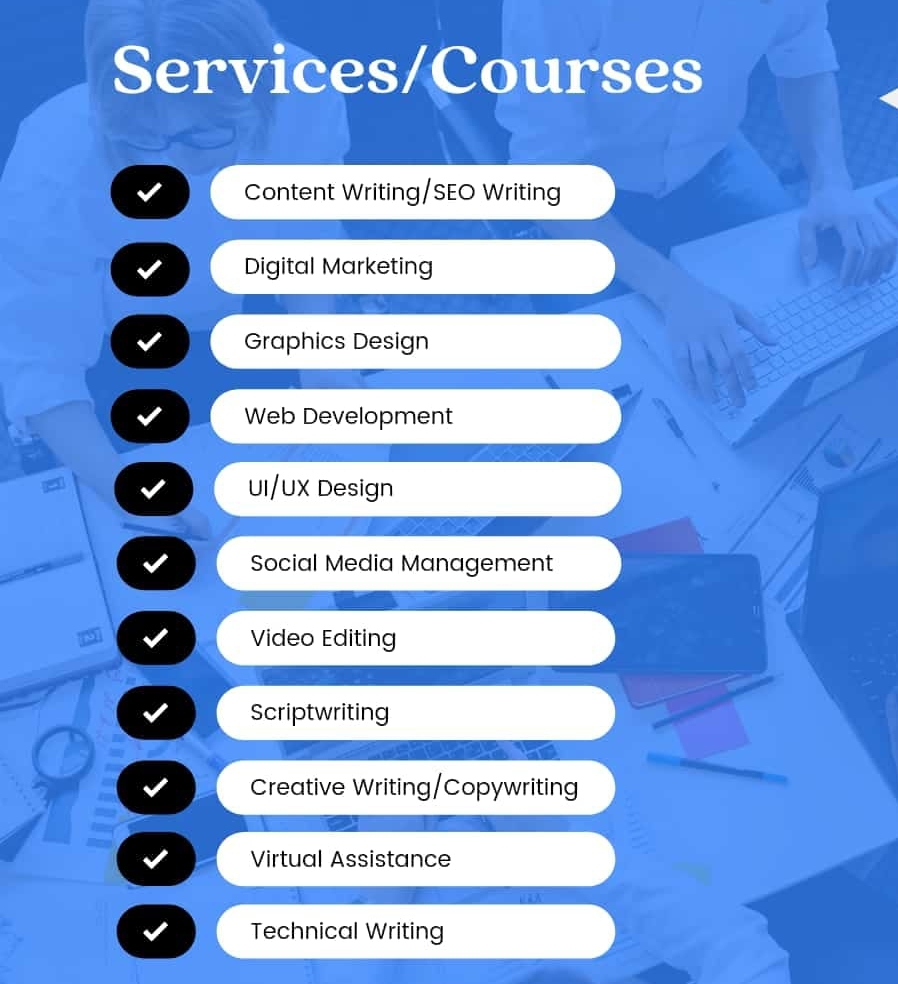 Services/Courses
Content Writing/SEO Writing
Digital Marketing
Graphics Design
Web Development
UI/UX Design
Social Media Management
Video Editing
Scriptwriting
Creative Writing/Copywriting
Virtual Assistance
Technical Writing